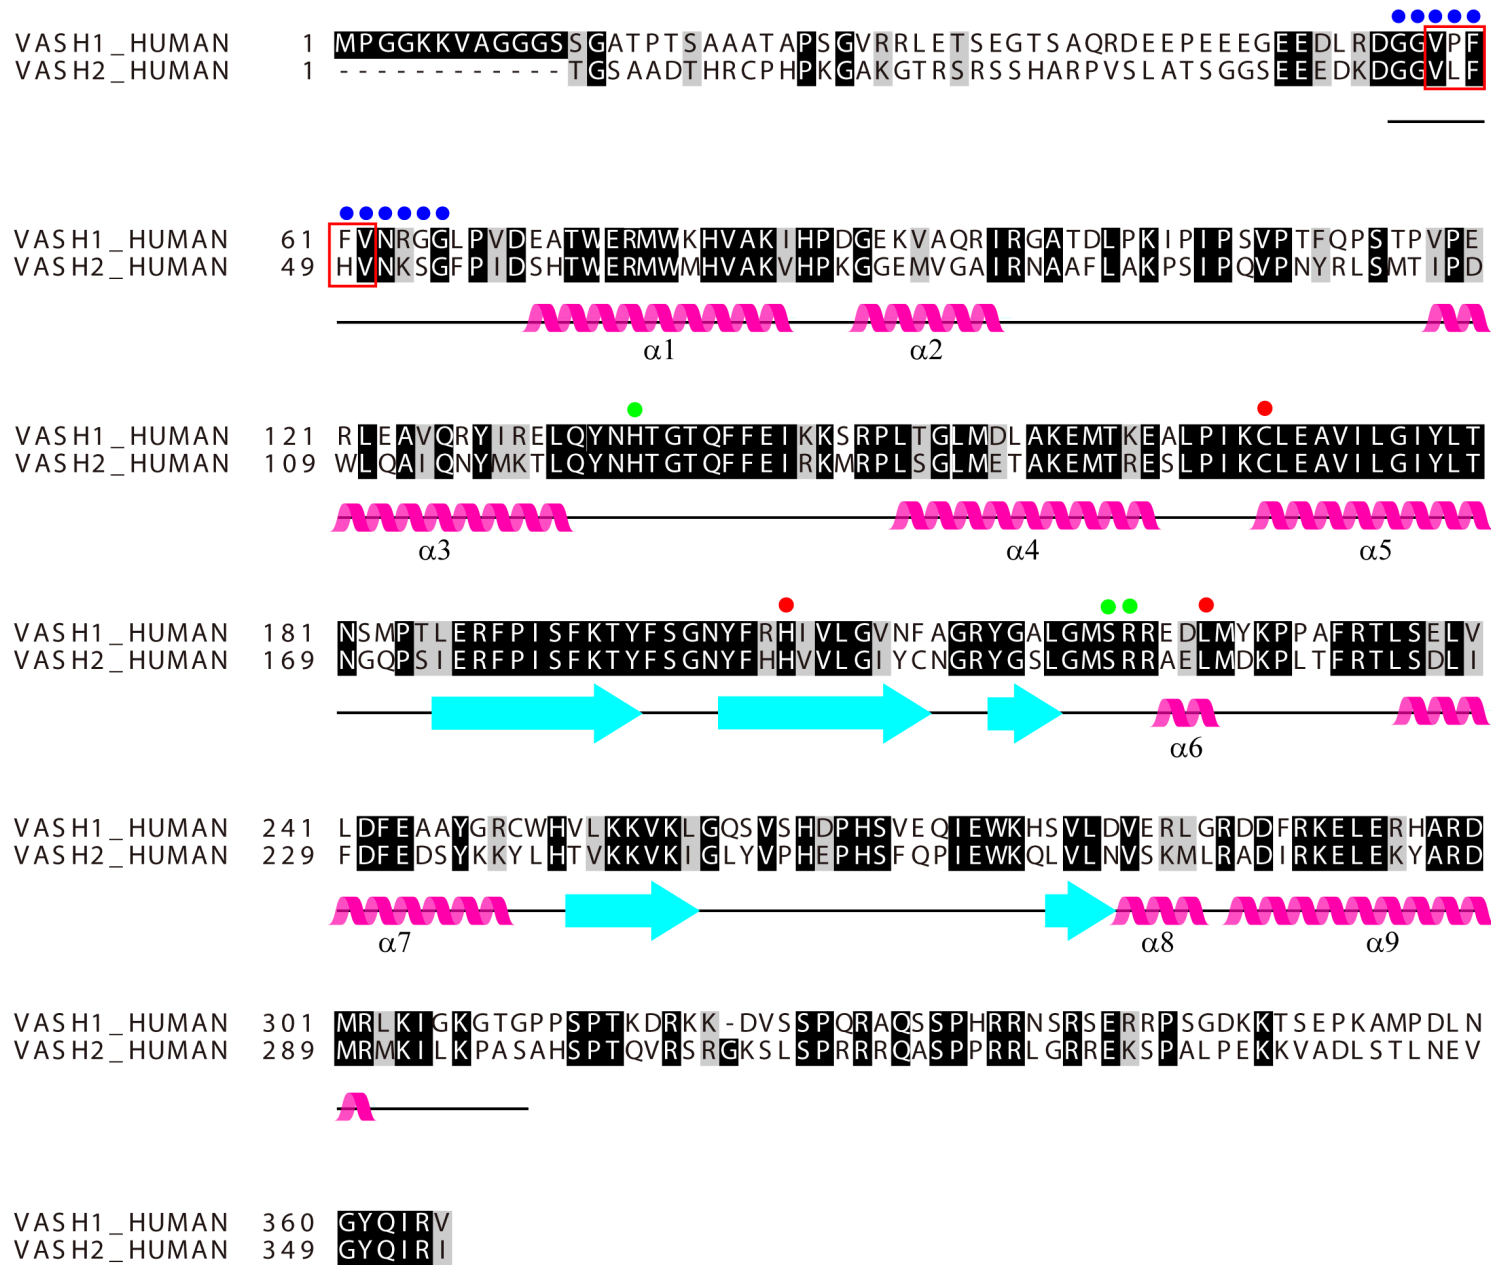 VASH1_HUMAN 1 MPGGKKVAGGGSSGATPTSAAATAPSGVRRLETSEGTSAQRDEEPEEEGEEDLRDGGVPF
VASH2_HUMAN 1 ------------TGSAADTHRCPHPKGAKGTRSRSSHARPVSLATSGGSEEEDKDGGVLF
VASH1_HUMAN 61 FVNRGGLPVDEATWERMWKHVAKIHPDGEKVAQRIRGATDLPKIPIPSVPTFQPSTPVPE
VASH2_HUMAN 49 HVNKSGFPIDSHTWERMWMHVAKVHPKGGEMVGAIRNAAFLAKPSIPQVPNYRLSMTIPD
α1 α2
VASH1_HUMAN 121 RLEAVQRYIRELQYNHTGTQFFEIKKSRPLTGLMDLAKEMTKEALPIKCLEAVILGIYLT
VASH2_HUMAN 109 WLQAIQNYMKTLQYNHTGTQFFEIRKMRPLSGLMETAKEMTRESLPIKCLEAVILGIYLT
α3 α4 α5
VASH1_HUMAN 181 NSMPTLERFPISFKTYFSGNYFRHIVLGVNFAGRYGALGMSRREDLMYKPPAFRTLSELV
VASH2_HUMAN 169 NGQPSIERFPISFKTYFSGNYFHHVVLGIYCNGRYGSLGMSRRAELMDKPLTFRTLSDLI
α6
VASH1_HUMAN 241 LDFEAAYGRCWHVLKKVKLGQSVSHDPHSVEQIEWKHSVLDVERLGRDDFRKELERHARD
VASH2_HUMAN 229 FDFEDSYKKYLHTVKKVKIGLYVPHEPHSFQPIEWKQLVLNVSKMLRADIRKELEKYARD
α7 α8 α9
VASH1_HUMAN 301 MRLKIGKGTGPPSPTKDRKK-DVSSPQRAQSSPHRRNSRSERRPSGDKKTSEPKAMPDLN
VASH2_HUMAN 289 MRMKILKPASAHSPTQVRSRGKSLSPRRRQASPPRRLGRREKSPALPEKKVADLSTLNEV
VASH1_HUMAN 360 GYQIRV
VASH2_HUMAN 349 GYQIRI